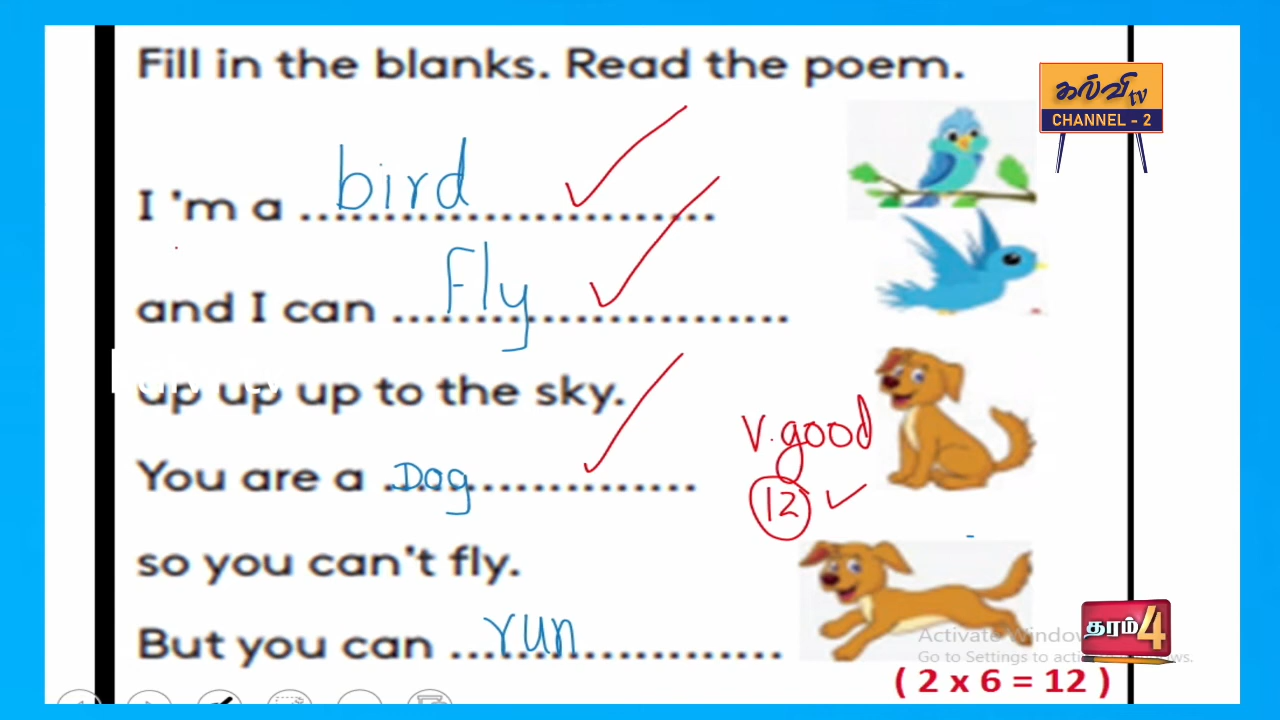 Fill in the blanks. Read the poem.
கல்வி tv
CHANNEL - 2
I 'm a ........ bird ........
and I can ........ Fly ........
up up up to the sky.
V. good
You are a ........ Dog ........
12
so you can't fly.
But you can ........ run ........
தரம் 4
Activate Windows
Go to Settings to acti
( 2 x 6 = 12 )